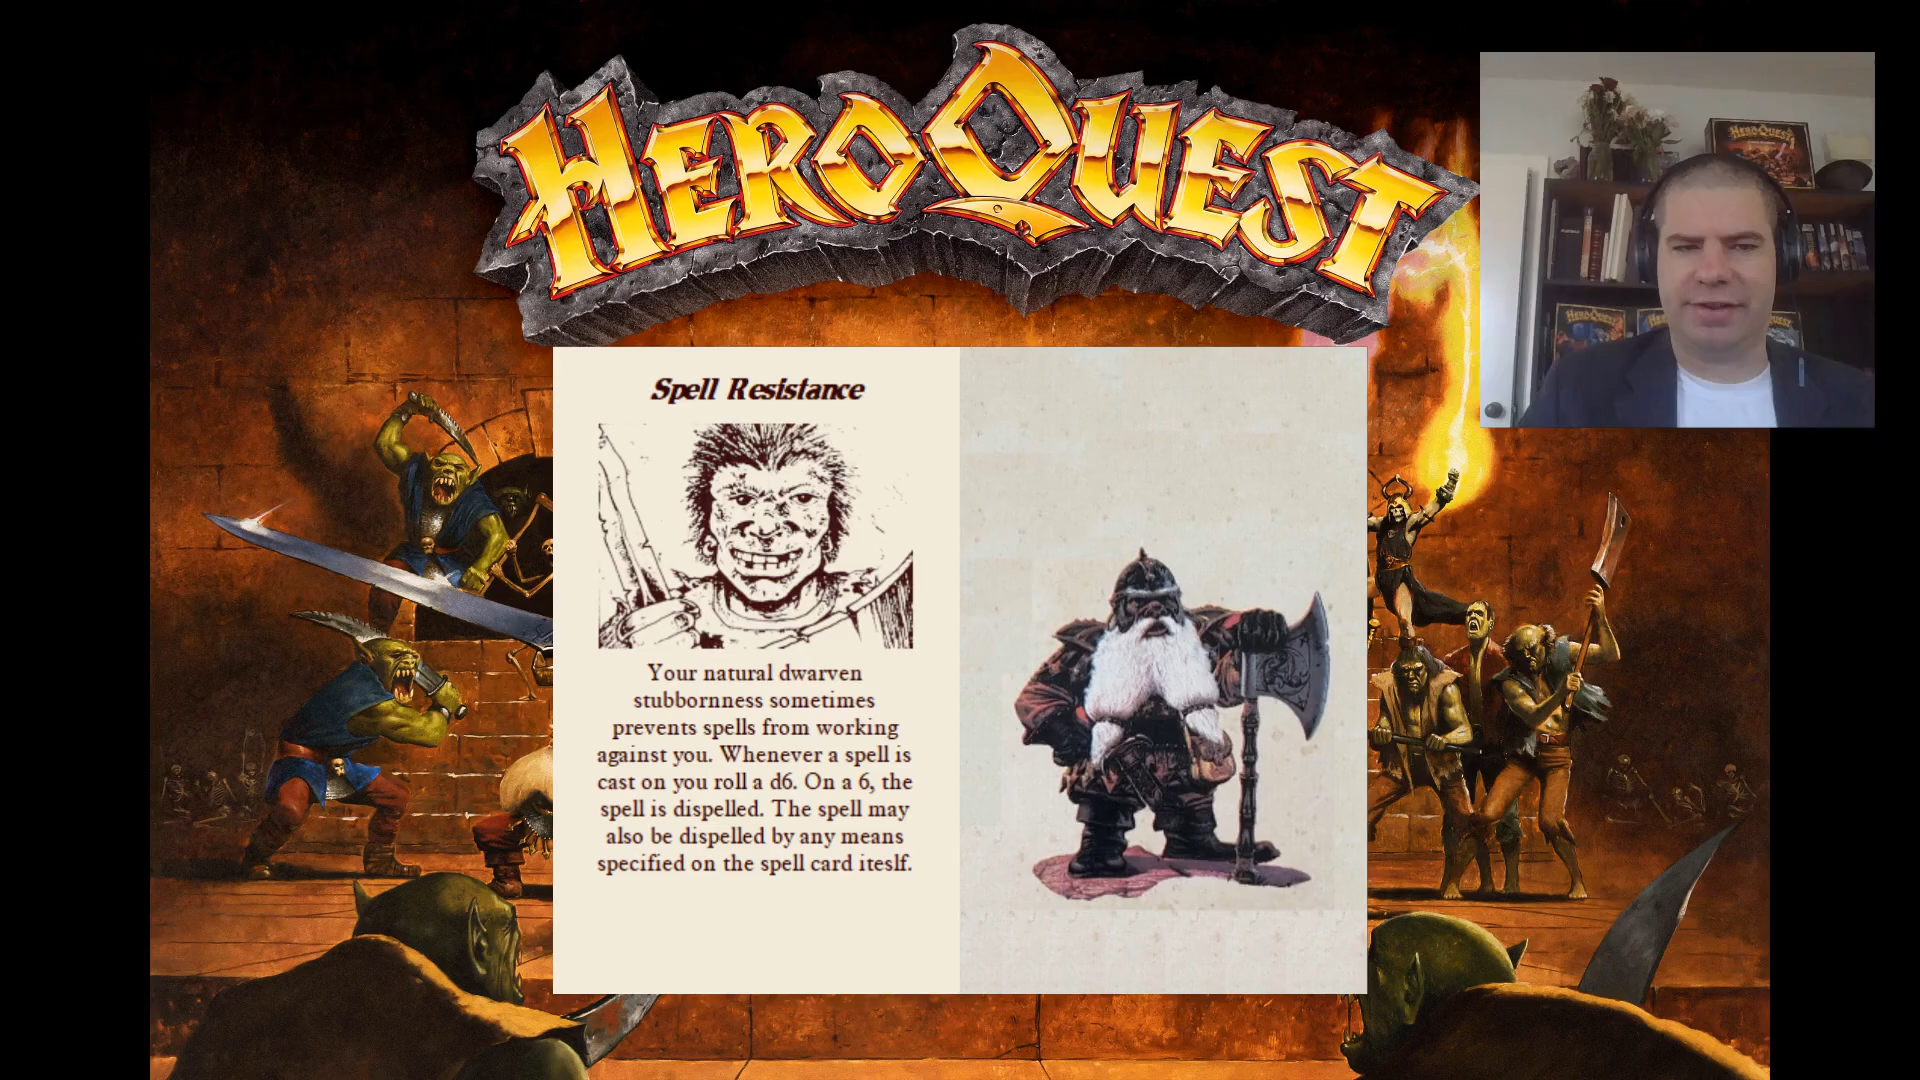 HEROQUEST
HEROQUEST
HEROQUEST
Spell Resistance
Your natural dwarven
stubbornness sometimes
prevents spells from working
against you. Whenever a spell is
cast on you roll a d6. On a 6, the
spell is dispelled. The spell may
also be dispelled by any means
specified on the spell card iteslf.